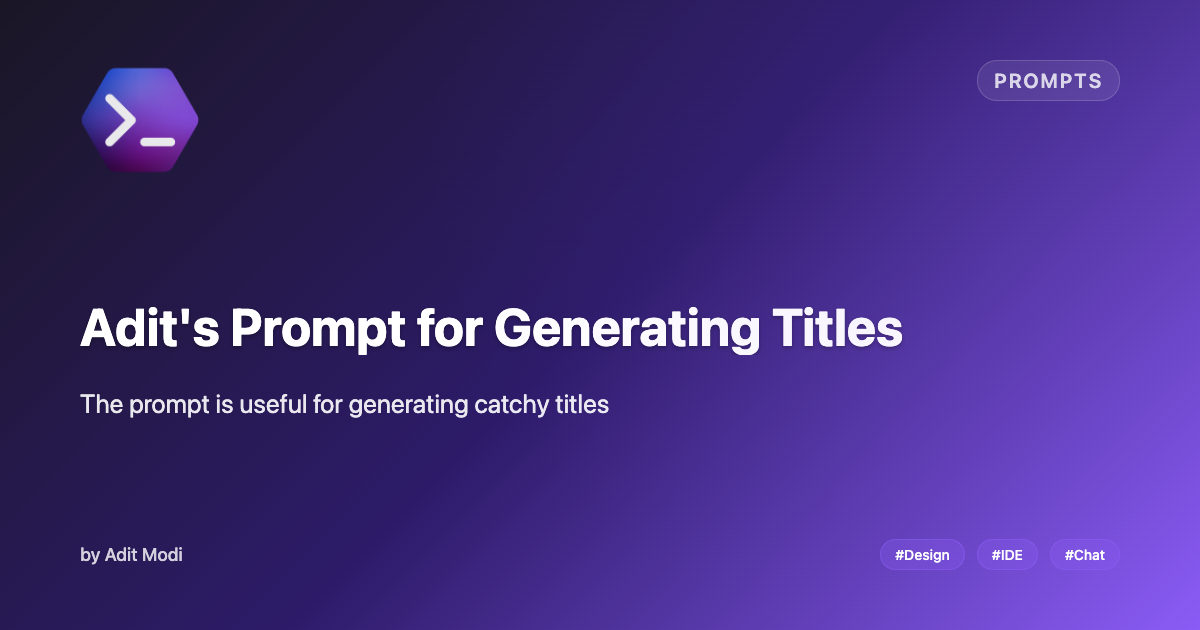 PROMPTS
Adit's Prompt for Generating Titles
The prompt is useful for generating catchy titles
by Adit Modi
#Design #IDE #Chat